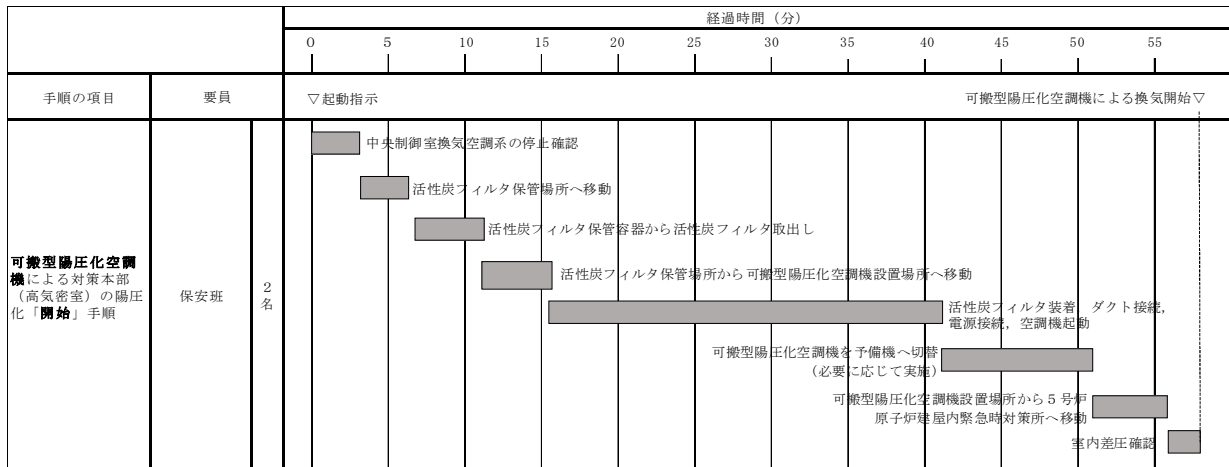 経過時間（分）
0 5 10 15 20 25 30 35 40 45 50 55
手順の項目 要員 ▽起動指示 可搬型陽圧化空調機による換気開始▽
中央制御室換気空調系の停止確認
活性炭フィルタ保管場所へ移動
活性炭フィルタ保管容器から活性炭フィルタ取出し
可搬型陽圧化空調
機による対策本部
（高気密室）の陽圧
化「開始」手順
保安班
2
名
活性炭フィルタ保管場所から可搬型陽圧化空調機設置場所へ移動
活性炭フィルタ装着，ダクト接続，
電源接続，空調機起動
可搬型陽圧化空調機を予備機へ切替
（必要に応じて実施）
可搬型陽圧化空調機設置場所から５号炉
原子炉建屋内緊急時対策所へ移動
室内差圧確認